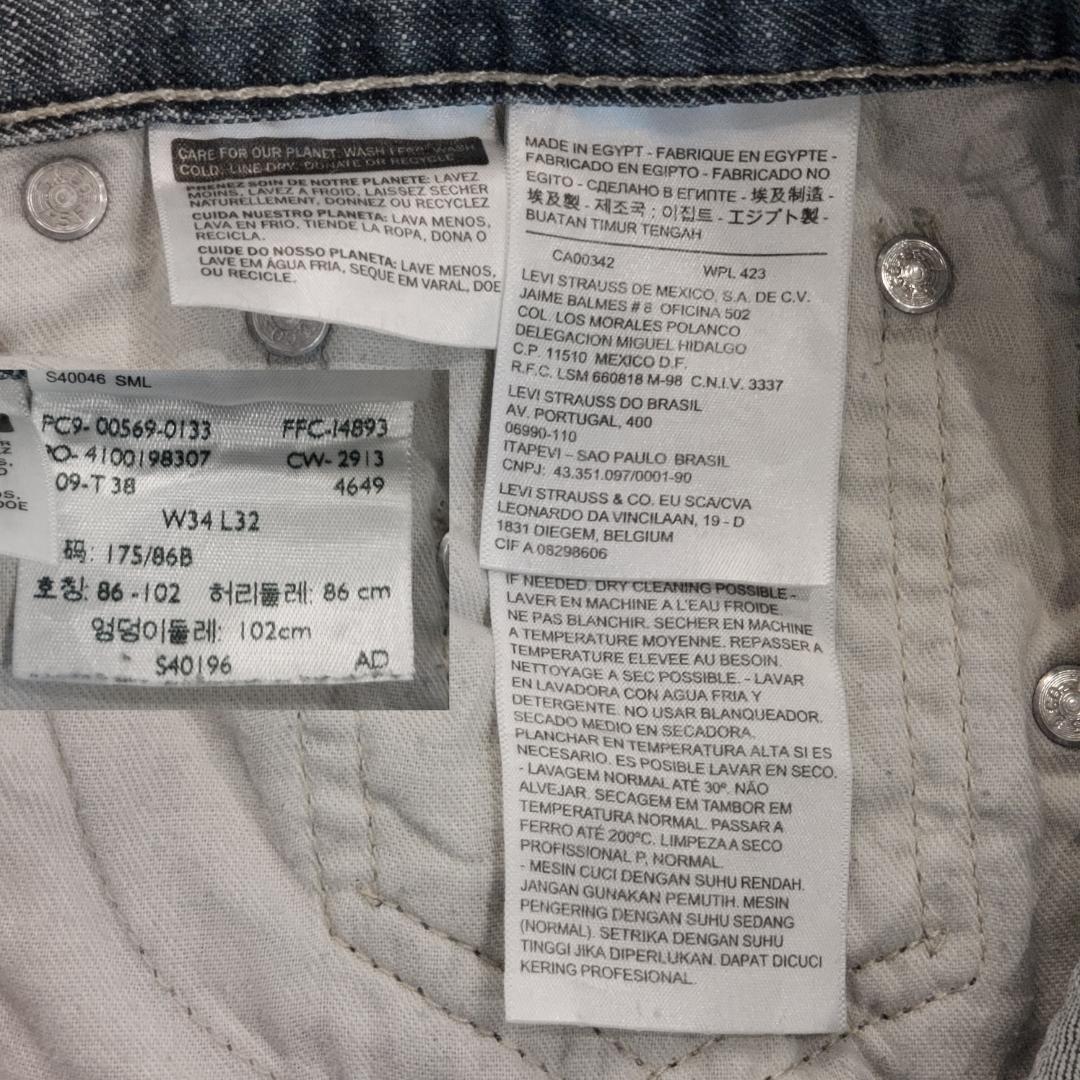 CARE FOR OUR PLANET: WASH LESS, WASH
COLD, LINE DRY, DONATE OR RECYCLE
PRENEZ SOIN DE NOTRE PLANETE: LAVEZ
MOINS, LAVEZ A FROID, LAISSEZ SECHER
NATURELLEMENT, DONNEZ OU RECYCLEZ
CUIDA NUESTRO PLANETA: LAVA MENOS,
LAVA EN FRIO, TIENDE LA ROPA, DONA O
RECICLA.
CUIDE DO NOSSO PLANETA: LAVE MENOS,
LAVE EM ÁGUA FRIA, SEQUE EM VARAL, DOE
OU RECICLE.
MADE IN EGYPT - FABRIQUE EN EGYPTE -
FABRICADO EN EGIPTO - FABRICADO NO
EGITO - СДЕЛАНО В ЕГИПТЕ - 埃及制造 -
埃及製 - 제조국 : 이집트 - エジプト製 -
BUATAN TIMUR TENGAH
CA00342 WPL 423
LEVI STRAUSS DE MEXICO, S.A. DE C.V.
JAIME BALMES # 8 OFICINA 502
COL. LOS MORALES POLANCO
DELEGACION MIGUEL HIDALGO
C.P. 11510 MEXICO D.F.
R.F.C. LSM 660818 M-98 C.N.I.V. 3337
LEVI STRAUSS DO BRASIL
AV. PORTUGAL, 400
06990-110
ITAPEVI – SAO PAULO BRASIL
CNPJ: 43.351.097/0001-90
LEVI STRAUSS & CO. EU SCA/CVA
LEONARDO DA VINCILAAN, 19 - D
1831 DIEGEM, BELGIUM
CIF A 08298606
IF NEEDED. DRY CLEANING POSSIBLE -
LAVER EN MACHINE A L'EAU FROIDE.
NE PAS BLANCHIR. SECHER EN MACHINE
A TEMPERATURE MOYENNE. REPASSER A
TEMPERATURE ELEVEE AU BESOIN.
NETTOYAGE A SEC POSSIBLE. - LAVAR
EN LAVADORA CON AGUA FRIA Y
DETERGENTE. NO USAR BLANQUEADOR.
SECADO MEDIO EN SECADORA.
PLANCHAR EN TEMPERATURA ALTA SI ES
NECESARIO. ES POSIBLE LAVAR EN SECO.
- LAVAGEM NORMAL ATÉ 30º. NÃO
ALVEJAR. SECAGEM EM TAMBOR EM
TEMPERATURA NORMAL. PASSAR A
FERRO ATÉ 200ºC. LIMPEZA A SECO
PROFISSIONAL P, NORMAL.
- MESIN CUCI DENGAN SUHU RENDAH.
JANGAN GUNAKAN PEMUTIH. MESIN
PENGERING DENGAN SUHU SEDANG
(NORMAL). SETRIKA DENGAN SUHU
TINGGI JIKA DIPERLUKAN. DAPAT DICUCI
KERING PROFESIONAL.
S40046 SML
PC9- 00569-0133 FFC-14893
PO- 4100198307 CW- 2913
09-T 38 4649
W34 L32
码: 175/86B
호칭: 86 -102 허리둘레: 86 cm
엉덩이둘레: 102cm
S40196 AD